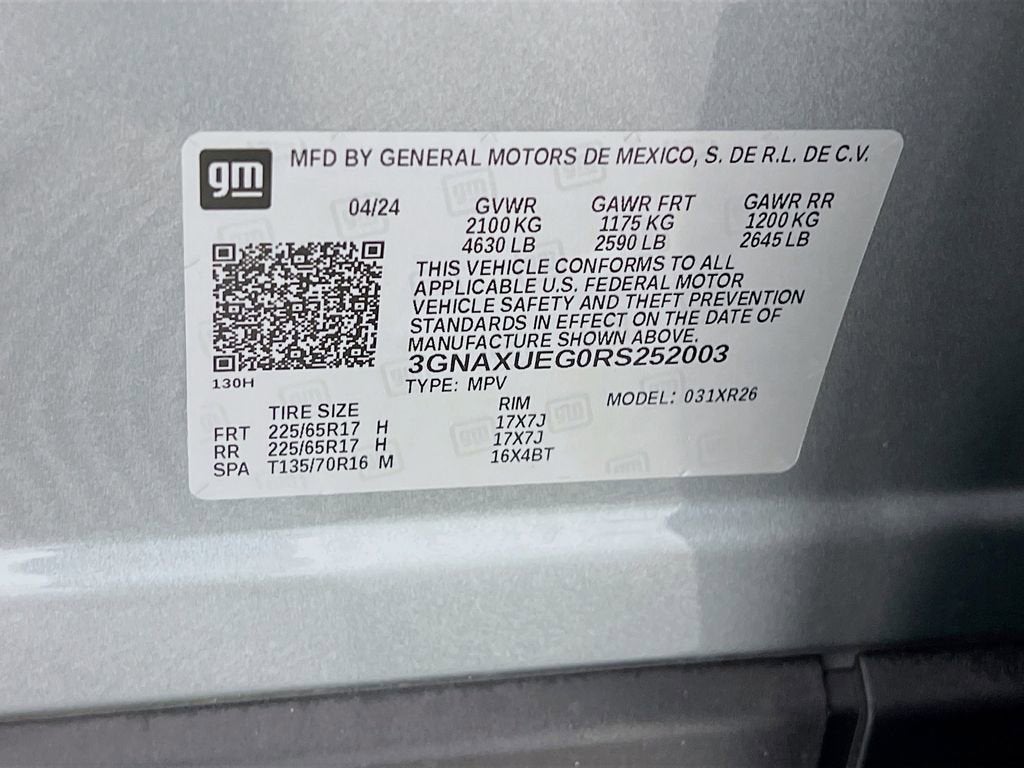 gm MFD BY GENERAL MOTORS DE MEXICO, S. DE R.L. DE C.V.
04/24 GVWR GAWR FRT GAWR RR
2100 KG 1175 KG 1200 KG
4630 LB 2590 LB 2645 LB
THIS VEHICLE CONFORMS TO ALL
APPLICABLE U.S. FEDERAL MOTOR
VEHICLE SAFETY AND THEFT PREVENTION
STANDARDS IN EFFECT ON THE DATE OF
MANUFACTURE SHOWN ABOVE.
3GNAXUEG0RS252003
130H TYPE: MPV MODEL: 031XR26
TIRE SIZE RIM
FRT 225/65R17 H 17X7J
RR 225/65R17 H 17X7J
SPA T135/70R16 M 16X4BT